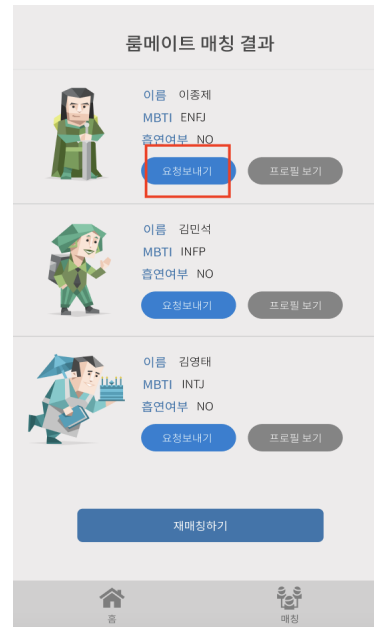 룸메이트 매칭 결과
이름 이종제
MBTI ENFJ
흡연여부 NO
요청보내기 프로필 보기
이름 김민석
MBTI INFP
흡연여부 NO
요청보내기 프로필 보기
이름 김영태
MBTI INTJ
흡연여부 NO
요청보내기 프로필 보기
재매칭하기
홈 매칭